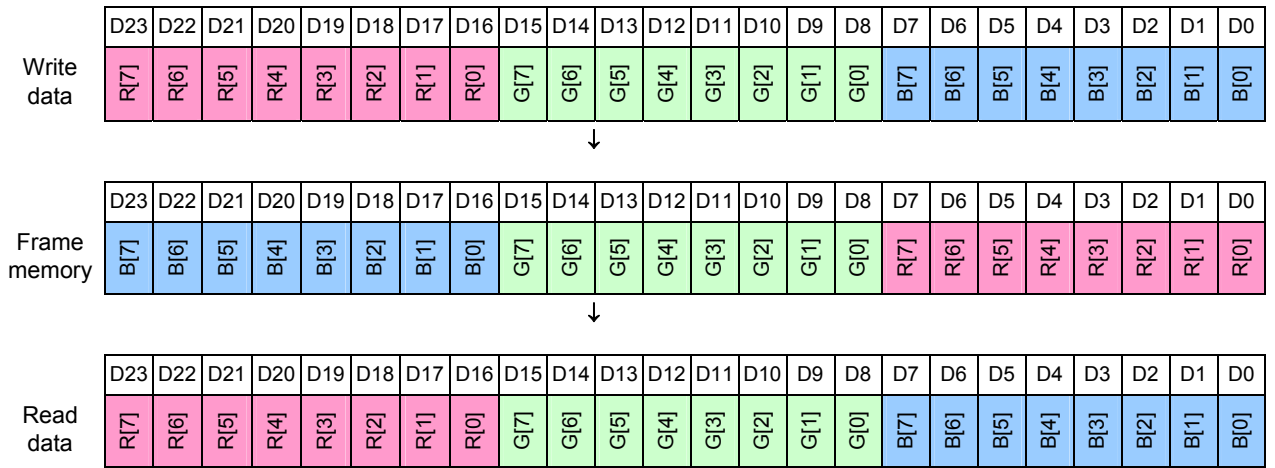 D23 D22 D21 D20 D19 D18 D17 D16 D15 D14 D13 D12 D11 D10 D9 D8 D7 D6 D5 D4 D3 D2 D1 D0
Write data R[7] R[6] R[5] R[4] R[3] R[2] R[1] R[0] G[7] G[6] G[5] G[4] G[3] G[2] G[1] G[0] B[7] B[6] B[5] B[4] B[3] B[2] B[1] B[0]
↓
D23 D22 D21 D20 D19 D18 D17 D16 D15 D14 D13 D12 D11 D10 D9 D8 D7 D6 D5 D4 D3 D2 D1 D0
Frame memory B[7] B[6] B[5] B[4] B[3] B[2] B[1] B[0] G[7] G[6] G[5] G[4] G[3] G[2] G[1] G[0] R[7] R[6] R[5] R[4] R[3] R[2] R[1] R[0]
↓
D23 D22 D21 D20 D19 D18 D17 D16 D15 D14 D13 D12 D11 D10 D9 D8 D7 D6 D5 D4 D3 D2 D1 D0
Read data R[7] R[6] R[5] R[4] R[3] R[2] R[1] R[0] G[7] G[6] G[5] G[4] G[3] G[2] G[1] G[0] B[7] B[6] B[5] B[4] B[3] B[2] B[1] B[0]